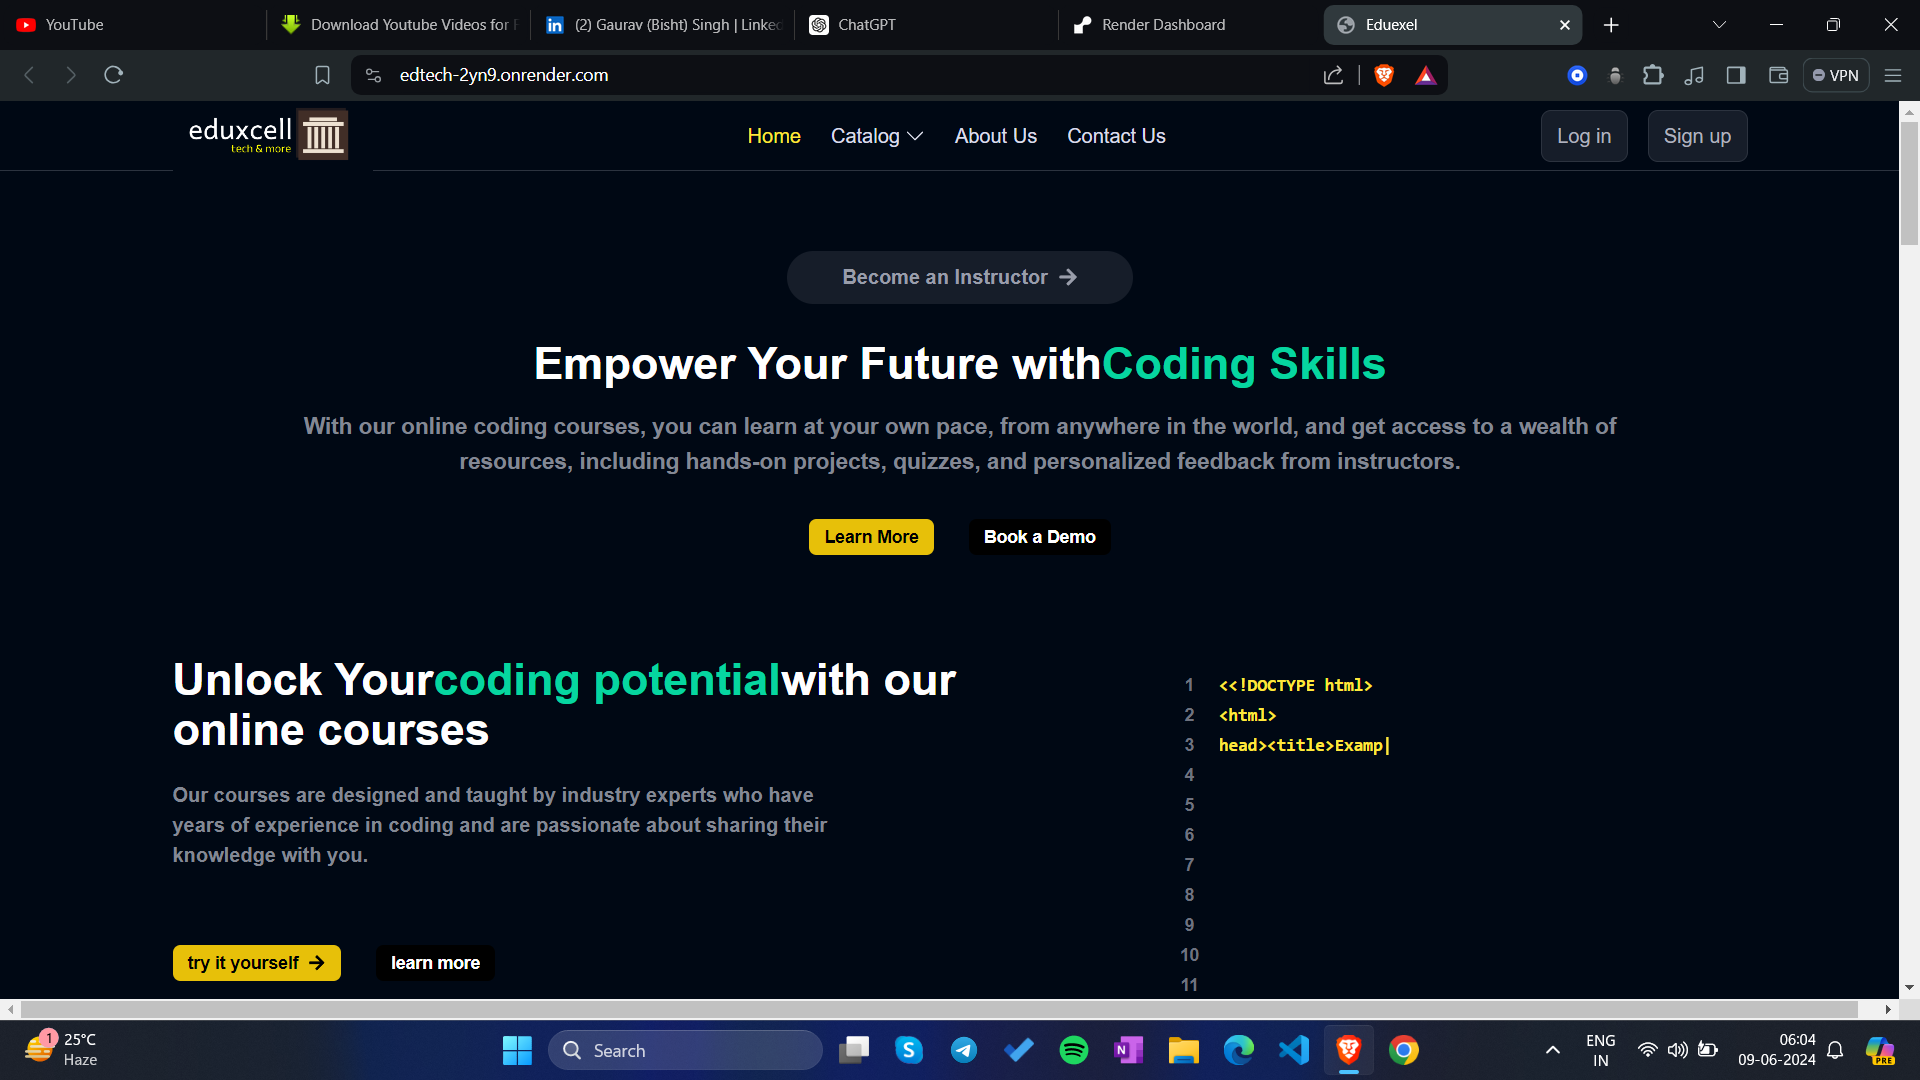 YouTube
Download Youtube Videos for F
(2) Gaurav (Bisht) Singh | Linke
ChatGPT
Render Dashboard
Eduexel
edtech-2yn9.onrender.com
VPN
eduxcell
tech & more
Home
Catalog
About Us
Contact Us
Log in
Sign up
Become an Instructor
Empower Your Future withCoding Skills
With our online coding courses, you can learn at your own pace, from anywhere in the world, and get access to a wealth of
resources, including hands-on projects, quizzes, and personalized feedback from instructors.
Learn More
Book a Demo
Unlock Yourcoding potentialwith our
online courses
Our courses are designed and taught by industry experts who have
years of experience in coding and are passionate about sharing their
knowledge with you.
try it yourself
learn more
1 <<!DOCTYPE html>
2 <html>
3 head><title>Examp|
4
5
6
7
8
9
10
11
1
25°C
Haze
Search
ENG
IN
06:04
09-06-2024
PRE